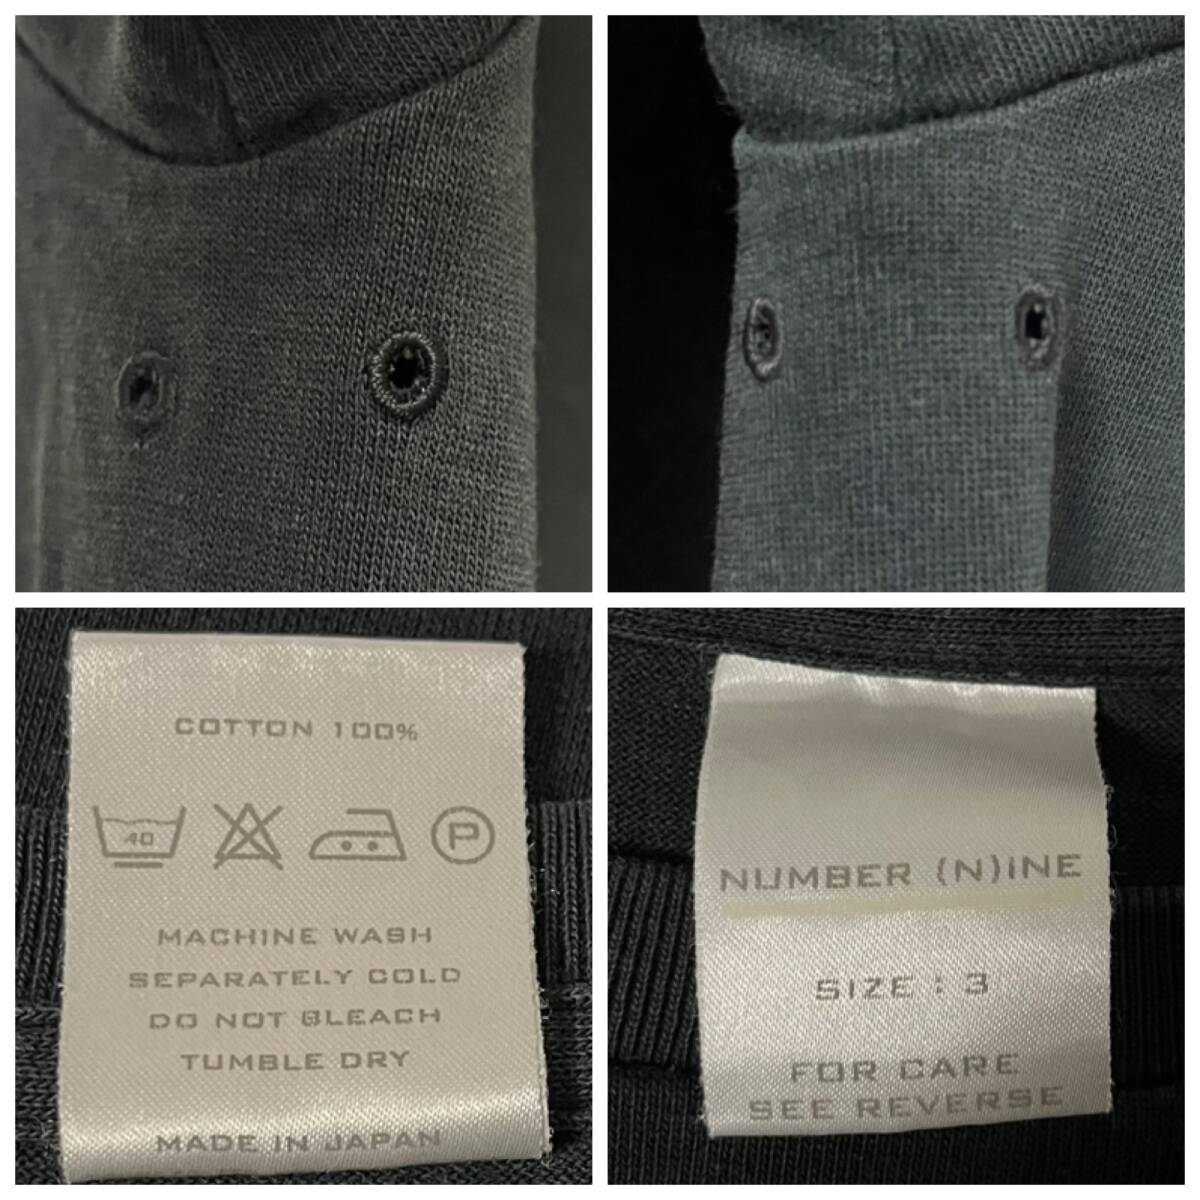 COTTON 100%
40
P
MACHINE WASH
SEPARATELY COLD
DO NOT BLEACH
TUMBLE DRY
MADE IN JAPAN
NUMBER (N)INE
SIZE : 3
FOR CARE
SEE REVERSE